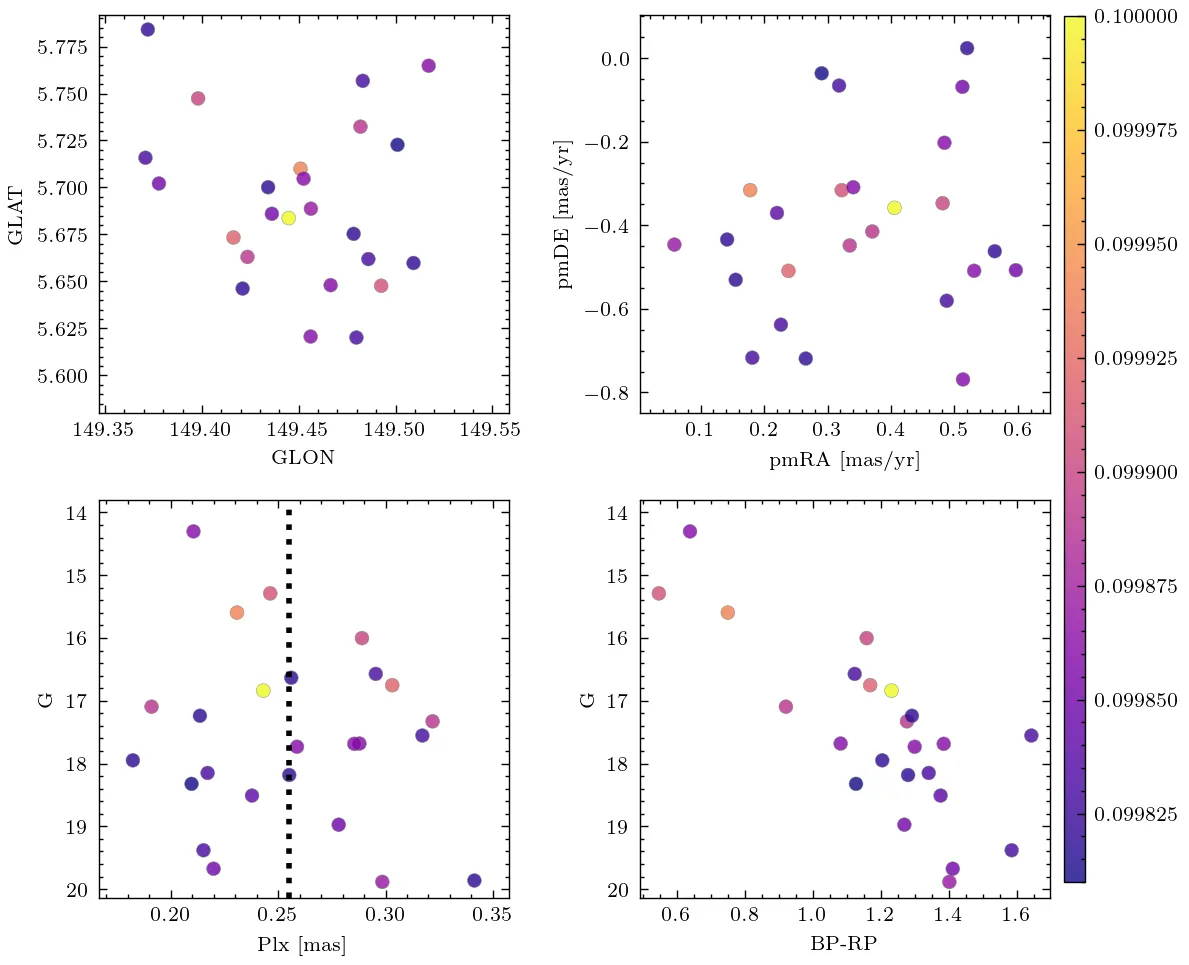 5.775
5.750
5.725
5.700
5.675
5.650
5.625
5.600
GLAT
149.35 149.40 149.45 149.50 149.55
GLON
0.0
−0.2
−0.4
−0.6
−0.8
pmDE [mas/yr]
0.1 0.2 0.3 0.4 0.5 0.6
pmRA [mas/yr]
14
15
16
17
18
19
20
G
0.20 0.25 0.30 0.35
Plx [mas]
14
15
16
17
18
19
20
G
0.6 0.8 1.0 1.2 1.4 1.6
BP-RP
0.100000
0.099975
0.099950
0.099925
0.099900
0.099875
0.099850
0.099825